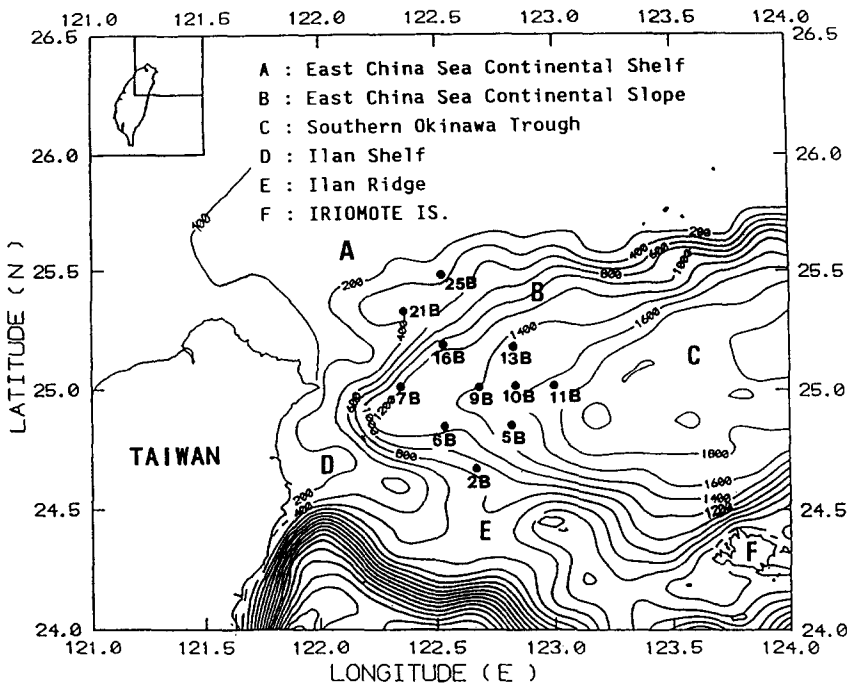 121.0 121.5 122.0 122.5 123.0 123.5 124.0
26.5 26.5
A : East China Sea Continental Shelf
B : East China Sea Continental Slope
C : Southern Okinawa Trough
D : Ilan Shelf
E : Ilan Ridge
F : IRIOMOTE IS.
26.0 26.0
100
200
400
600
800
1000
A
25.5 25.5
25B
200
B
21B
400
1400
1600
C
16B
13B
25.0 25.0
7B
9B
10B
11B
600
1000
1200
6B
5B
TAIWAN
D
800
1800
2B
1600
1400
1200
200
400
24.5 24.5
E
F
24.0 24.0
121.0 121.5 122.0 122.5 123.0 123.5 124.0
LONGITUDE ( E )
LATITUDE ( N )